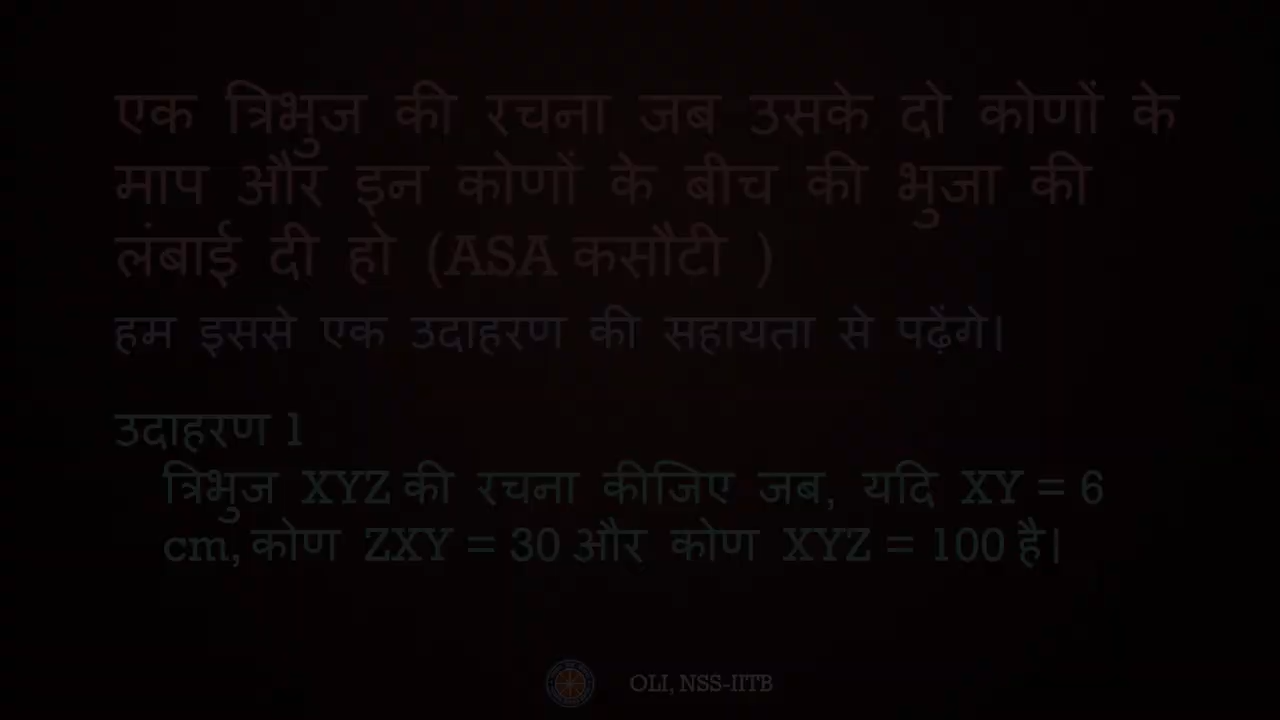 एक त्रिभुज की रचना जब उसके दो कोणों के
माप और इन कोणों के बीच की भुजा की
लंबाई दी हो (ASA कसौटी )
हम इससे एक उदाहरण की सहायता से पढ़ेंगे।
उदाहरण 1
त्रिभुज XYZ की रचना कीजिए जब, यदि XY = 6
cm, कोण ZXY = 30 और कोण XYZ = 100 है।
OLI, NSS-IITB